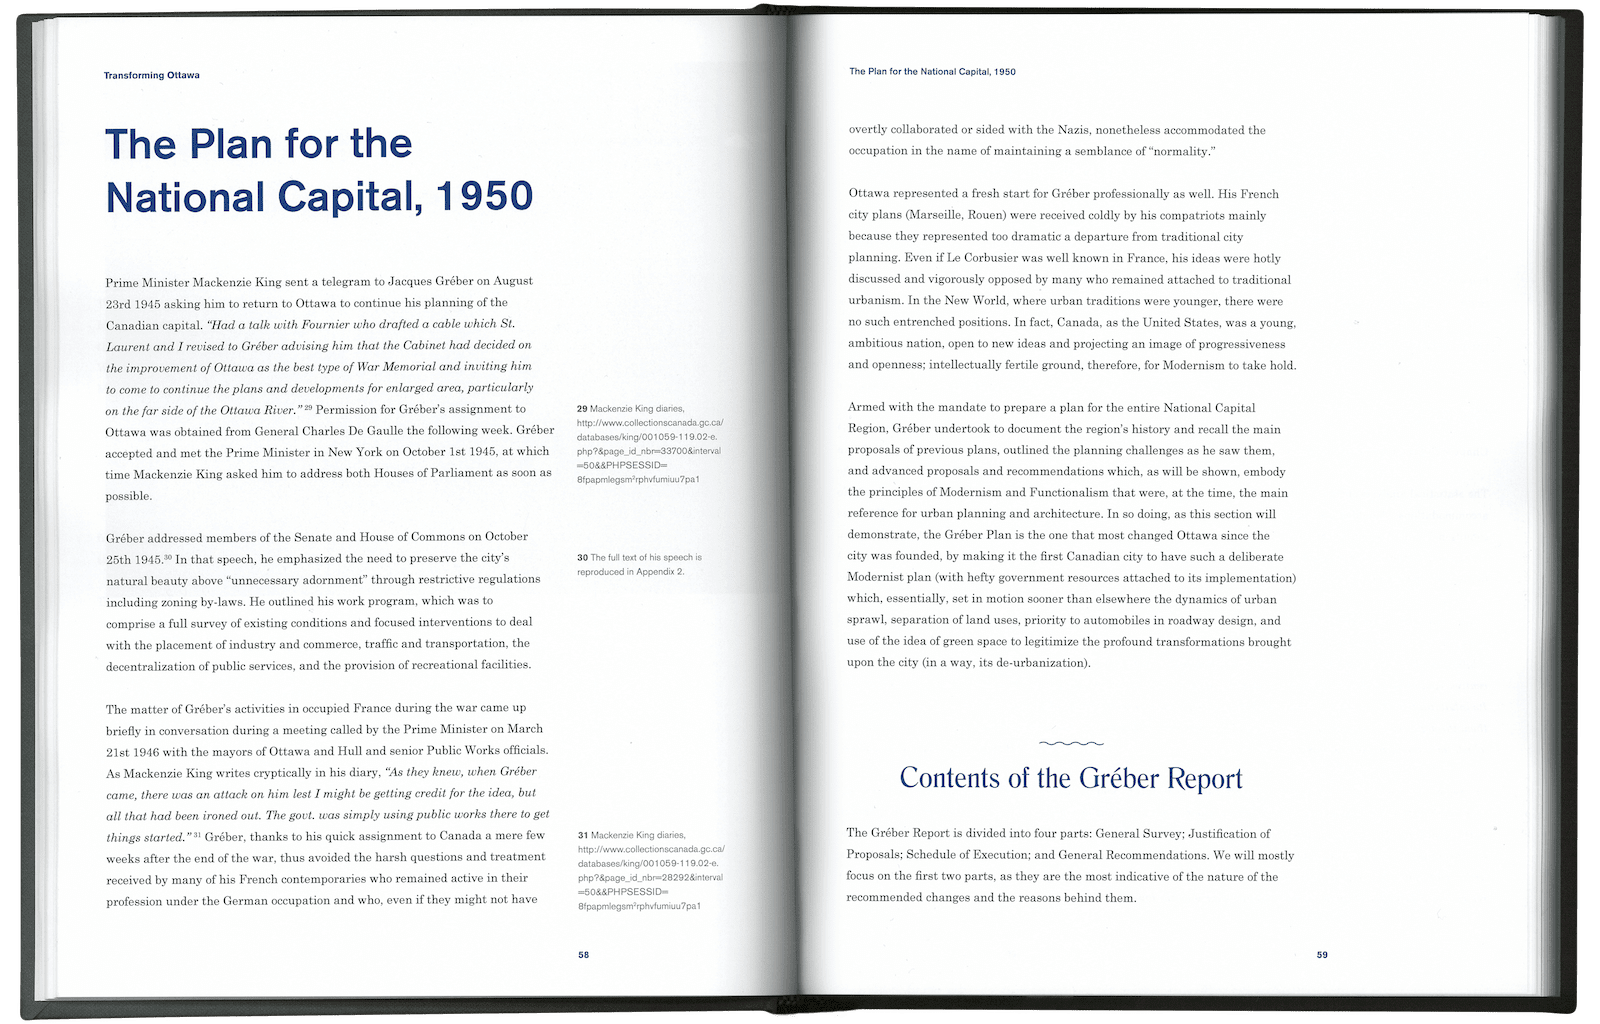 Transforming Ottawa
The Plan for the
National Capital, 1950
Prime Minister Mackenzie King sent a telegram to Jacques Gréber on August
23rd 1945 asking him to return to Ottawa to continue his planning of the
Canadian capital. “Had a talk with Fournier who drafted a cable which St.
Laurent and I revised to Gréber advising him that the Cabinet had decided on
the improvement of Ottawa as the best type of War Memorial and inviting him
to come to continue the plans and developments for enlarged area, particularly
on the far side of the Ottawa River.” 29 Permission for Gréber’s assignment to
Ottawa was obtained from General Charles De Gaulle the following week. Gréber
accepted and met the Prime Minister in New York on October 1st 1945, at which
time Mackenzie King asked him to address both Houses of Parliament as soon as
possible.
Gréber addressed members of the Senate and House of Commons on October
25th 1945.30 In that speech, he emphasized the need to preserve the city’s
natural beauty above “unnecessary adornment” through restrictive regulations
including zoning by-laws. He outlined his work program, which was to
comprise a full survey of existing conditions and focused interventions to deal
with the placement of industry and commerce, traffic and transportation, the
decentralization of public services, and the provision of recreational facilities.
The matter of Gréber’s activities in occupied France during the war came up
briefly in conversation during a meeting called by the Prime Minister on March
21st 1946 with the mayors of Ottawa and Hull and senior Public Works officials.
As Mackenzie King writes cryptically in his diary, “As they knew, when Gréber
came, there was an attack on him lest I might be getting credit for the idea, but
all that had been ironed out. The govt. was simply using public works there to get
things started.” 31 Gréber, thanks to his quick assignment to Canada a mere few
weeks after the end of the war, thus avoided the harsh questions and treatment
received by many of his French contemporaries who remained active in their
profession under the German occupation and who, even if they might not have
29 Mackenzie King diaries,
http://www.collectionscanada.gc.ca/
databases/king/001059-119.02-e.
php?&page_id_nbr=33700&interval
=50&&PHPSESSID=
8fpapmlegsm²rphvfumiuu7pa1
30 The full text of his speech is
reproduced in Appendix 2.
31 Mackenzie King diaries,
http://www.collectionscanada.gc.ca/
databases/king/001059-119.02-e.
php?&page_id_nbr=28292&interval
=50&&PHPSESSID=
8fpapmlegsm²rphvfumiuu7pa1
58
The Plan for the National Capital, 1950
overtly collaborated or sided with the Nazis, nonetheless accommodated the
occupation in the name of maintaining a semblance of “normality.”
Ottawa represented a fresh start for Gréber professionally as well. His French
city plans (Marseille, Rouen) were received coldly by his compatriots mainly
because they represented too dramatic a departure from traditional city
planning. Even if Le Corbusier was well known in France, his ideas were hotly
discussed and vigorously opposed by many who remained attached to traditional
urbanism. In the New World, where urban traditions were younger, there were
no such entrenched positions. In fact, Canada, as the United States, was a young,
ambitious nation, open to new ideas and projecting an image of progressiveness
and openness; intellectually fertile ground, therefore, for Modernism to take hold.
Armed with the mandate to prepare a plan for the entire National Capital
Region, Gréber undertook to document the region’s history and recall the main
proposals of previous plans, outlined the planning challenges as he saw them,
and advanced proposals and recommendations which, as will be shown, embody
the principles of Modernism and Functionalism that were, at the time, the main
reference for urban planning and architecture. In so doing, as this section will
demonstrate, the Gréber Plan is the one that most changed Ottawa since the
city was founded, by making it the first Canadian city to have such a deliberate
Modernist plan (with hefty government resources attached to its implementation)
which, essentially, set in motion sooner than elsewhere the dynamics of urban
sprawl, separation of land uses, priority to automobiles in roadway design, and
use of the idea of green space to legitimize the profound transformations brought
upon the city (in a way, its de-urbanization).
Contents of the Gréber Report
The Gréber Report is divided into four parts: General Survey; Justification of
Proposals; Schedule of Execution; and General Recommendations. We will mostly
focus on the first two parts, as they are the most indicative of the nature of the
recommended changes and the reasons behind them.
59